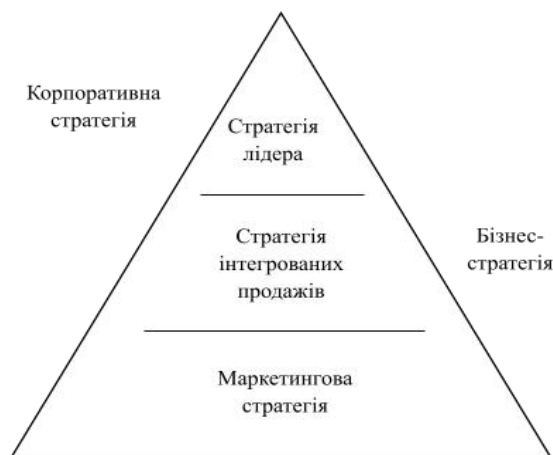 Корпоративна
стратегія
Стратегія
лідера
Стратегія
інтегрованих
продажів
Бізнес-
стратегія
Маркетингова
стратегія